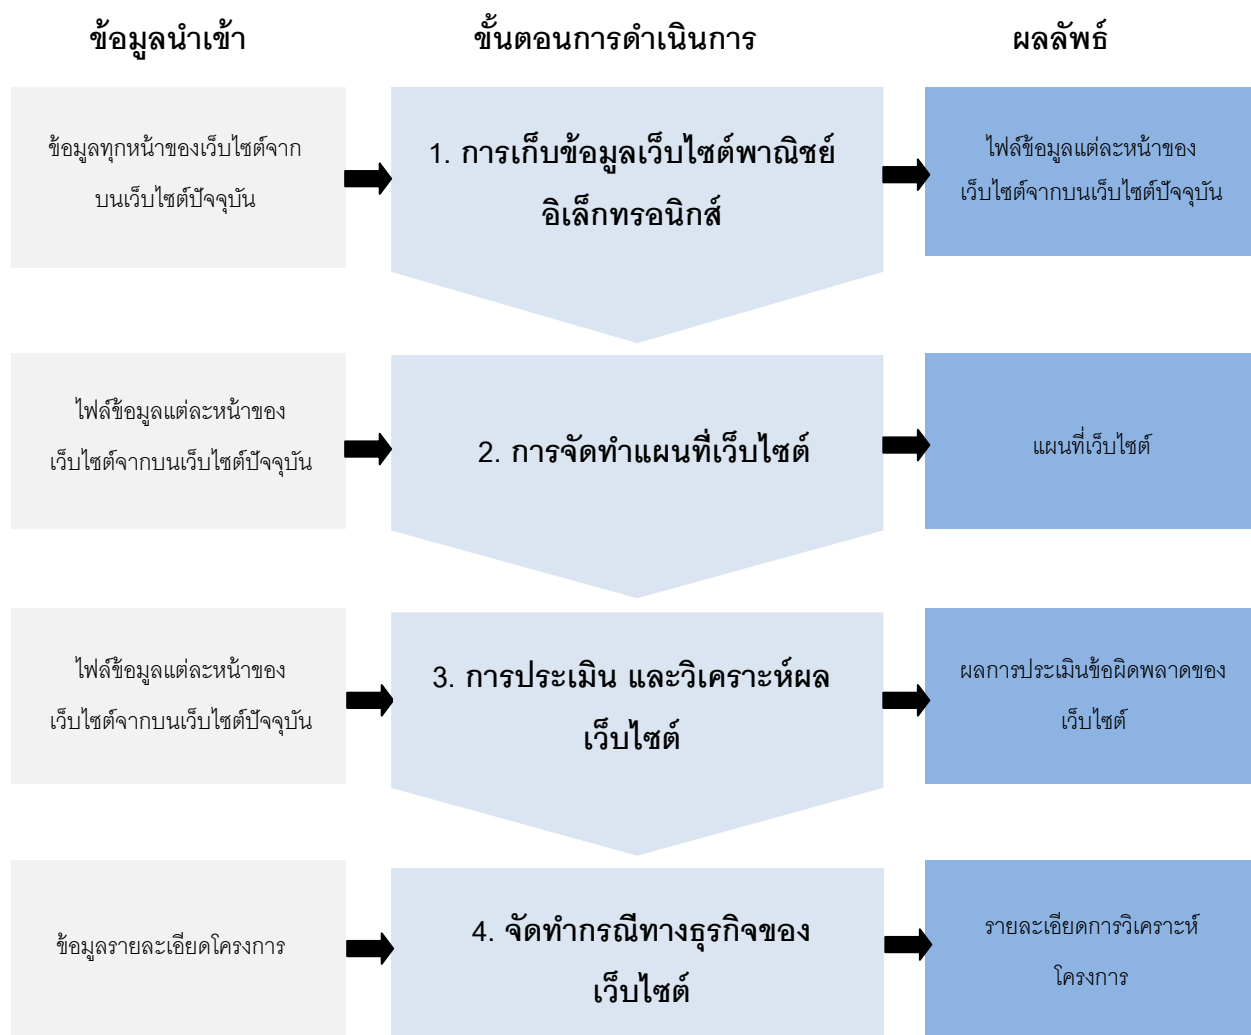 ข้อมูลนำเข้า
ขั้นตอนการดำเนินการ
ผลลัพธ์
ข้อมูลทุกหน้าของเว็บไซต์จาก
บนเว็บไซต์ปัจจุบัน
1. การเก็บข้อมูลเว็บไซต์พาณิชย์
อิเล็กทรอนิกส์
ไฟล์ข้อมูลแต่ละหน้าของ
เว็บไซต์จากบนเว็บไซต์ปัจจุบัน
ไฟล์ข้อมูลแต่ละหน้าของ
เว็บไซต์จากบนเว็บไซต์ปัจจุบัน
2. การจัดทำแผนที่เว็บไซต์
แผนที่เว็บไซต์
ไฟล์ข้อมูลแต่ละหน้าของ
เว็บไซต์จากบนเว็บไซต์ปัจจุบัน
3. การประเมิน และวิเคราะห์ผล
เว็บไซต์
ผลการประเมินข้อผิดพลาดของ
เว็บไซต์
ข้อมูลรายละเอียดโครงการ
4. จัดทำกรณีทางธุรกิจของ
เว็บไซต์
รายละเอียดการวิเคราะห์
โครงการ